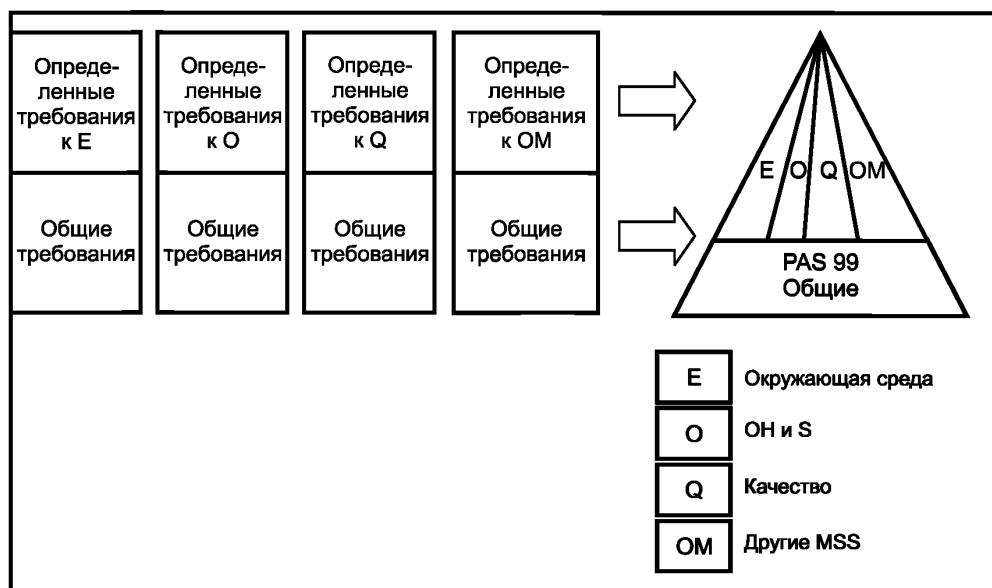 Опреде-
ленные
требования
к Е
Общие
требования
Опреде-
ленные
требования
к О
Общие
требования
Опреде-
ленные
требования
к Q
Общие
требования
Опреде-
ленные
требования
к ОМ
Общие
требования
E O Q OM
PAS 99
Общие
E Окружающая среда
O OH и S
Q Качество
OM Другие MSS